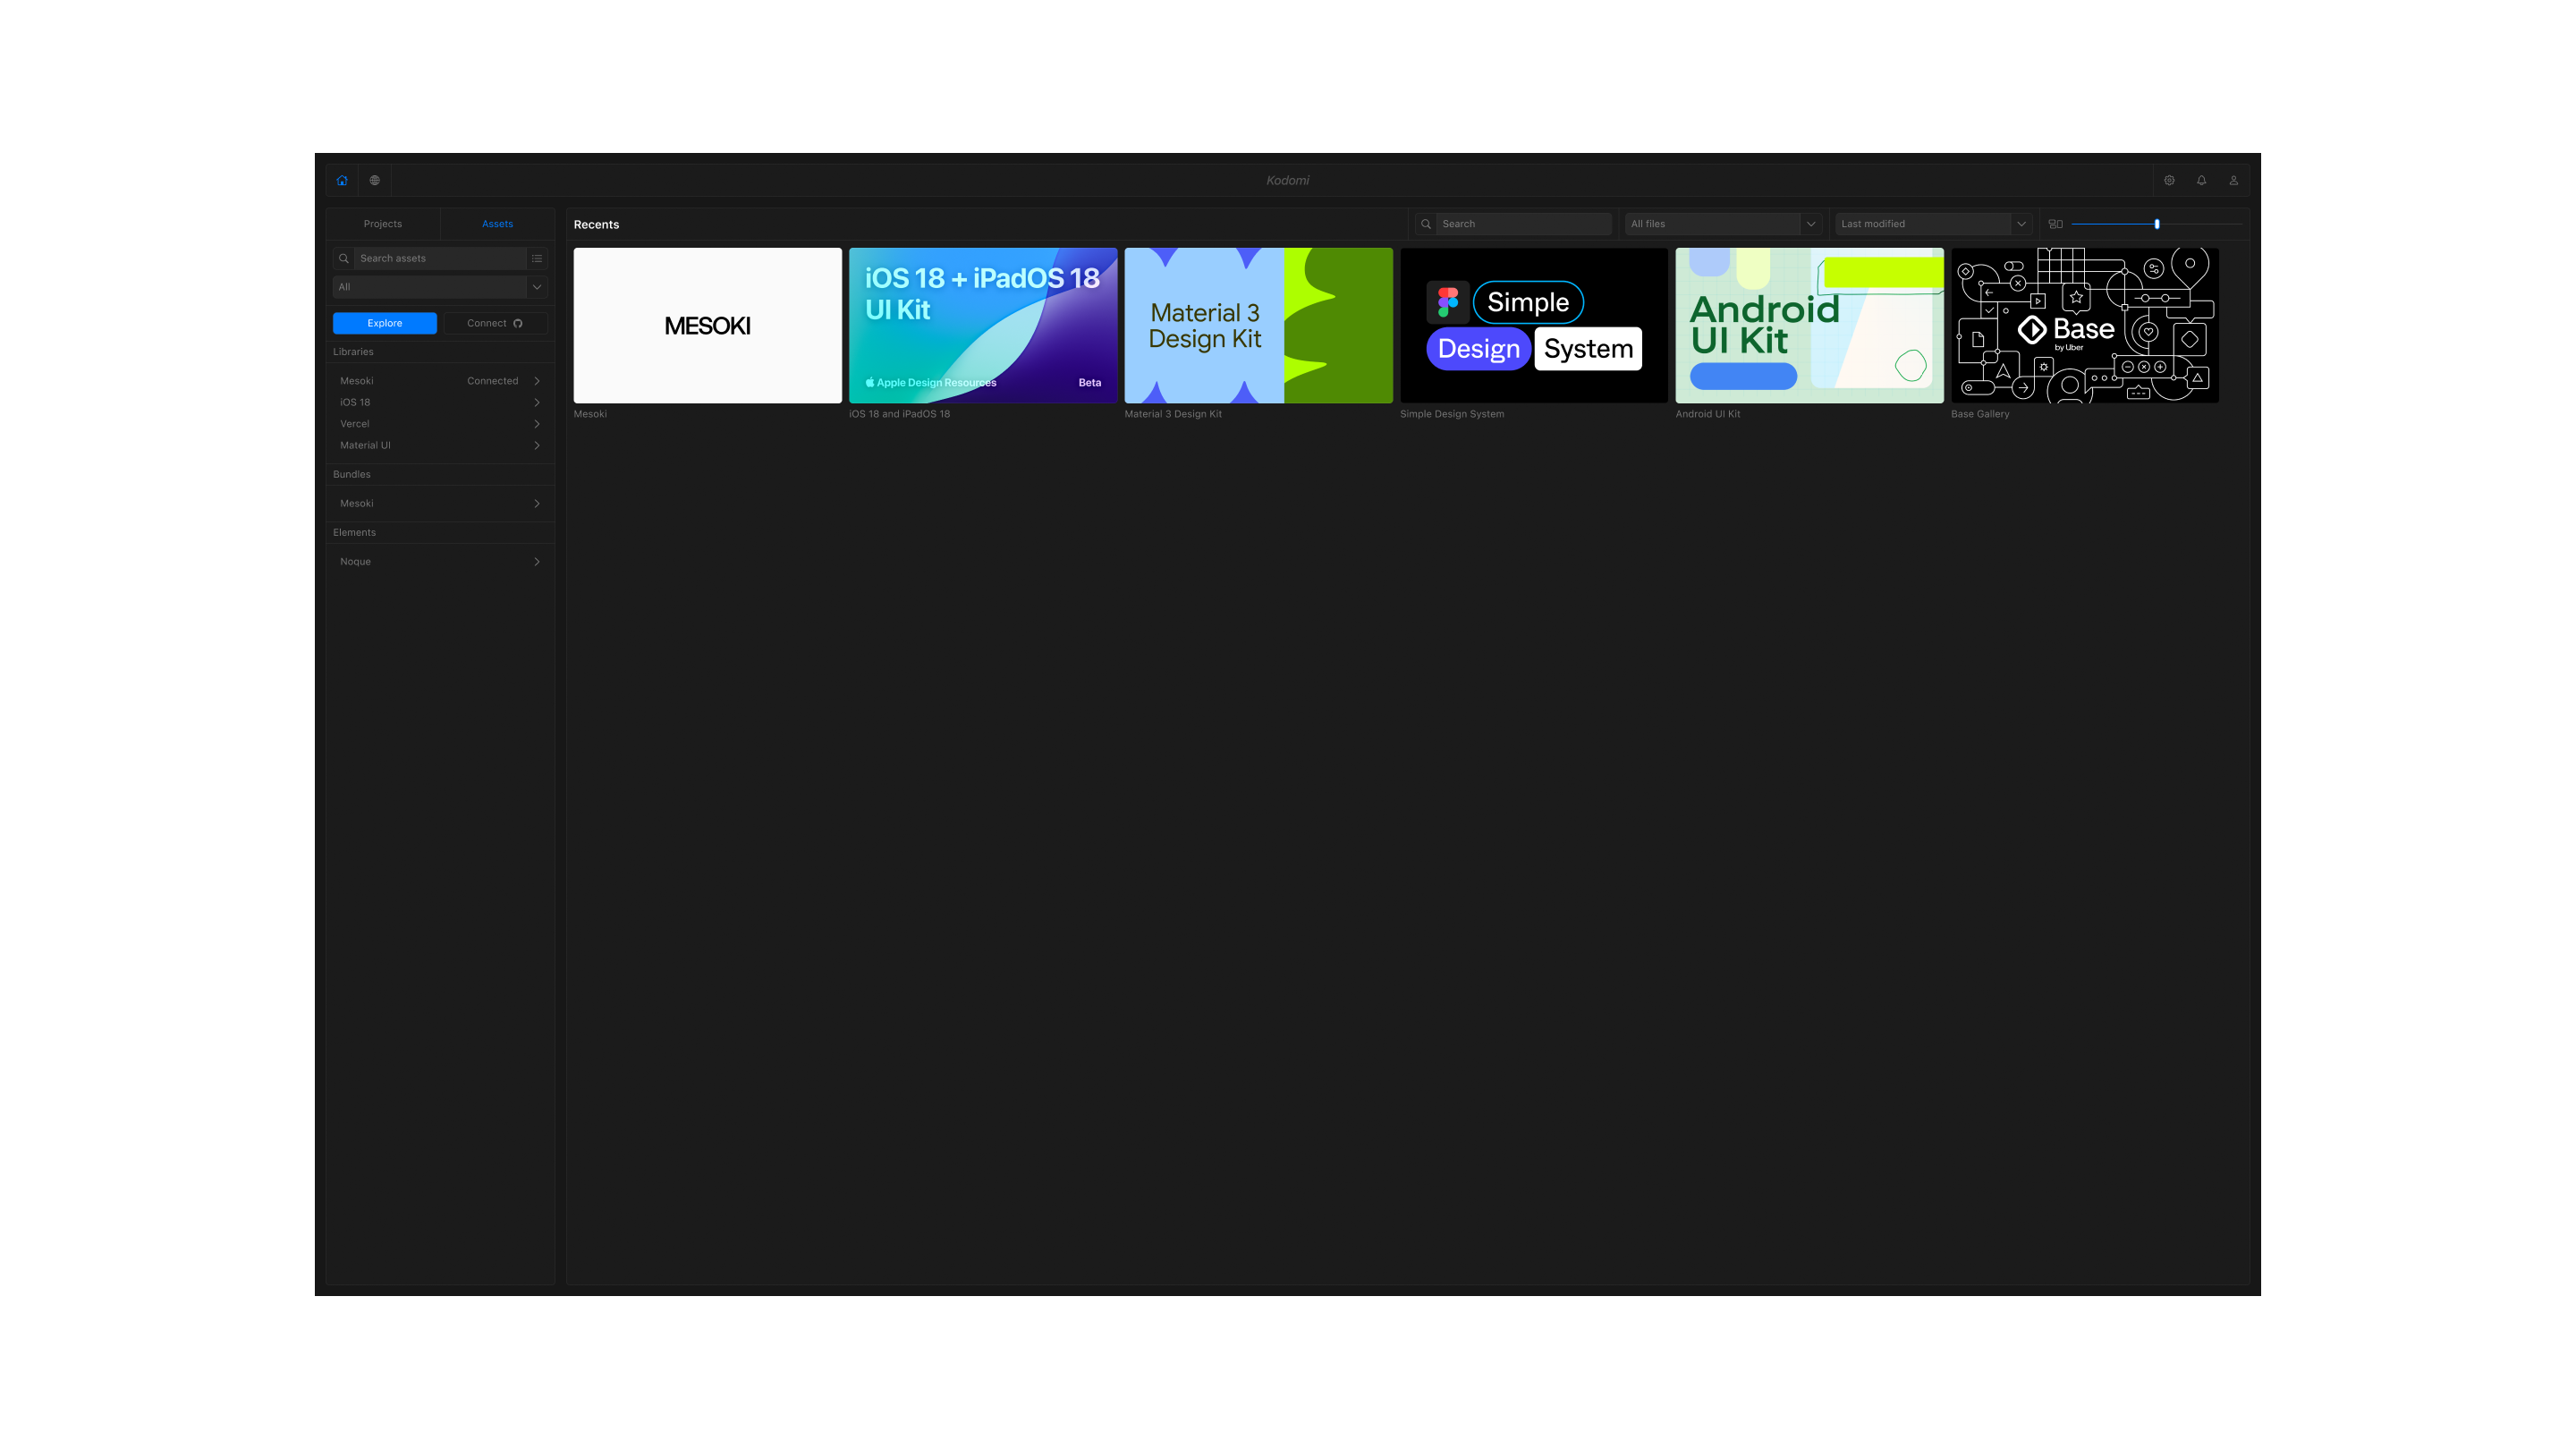 Kodomi
Projects
Assets
Search assets
All
Explore
Connect
Libraries
Mesoki
Connected
iOS 18
Vercel
Material UI
Bundles
Mesoki
Elements
Noque
Recents
Search
All files
Last modified
MESOKI
Mesoki
iOS 18 + iPadOS 18
UI Kit
Apple Design Resources
Beta
iOS 18 and iPadOS 18
Material 3
Design Kit
Material 3 Design Kit
Simple
Design System
Simple Design System
Android
UI Kit
Android UI Kit
Base
by Uber
Base Gallery